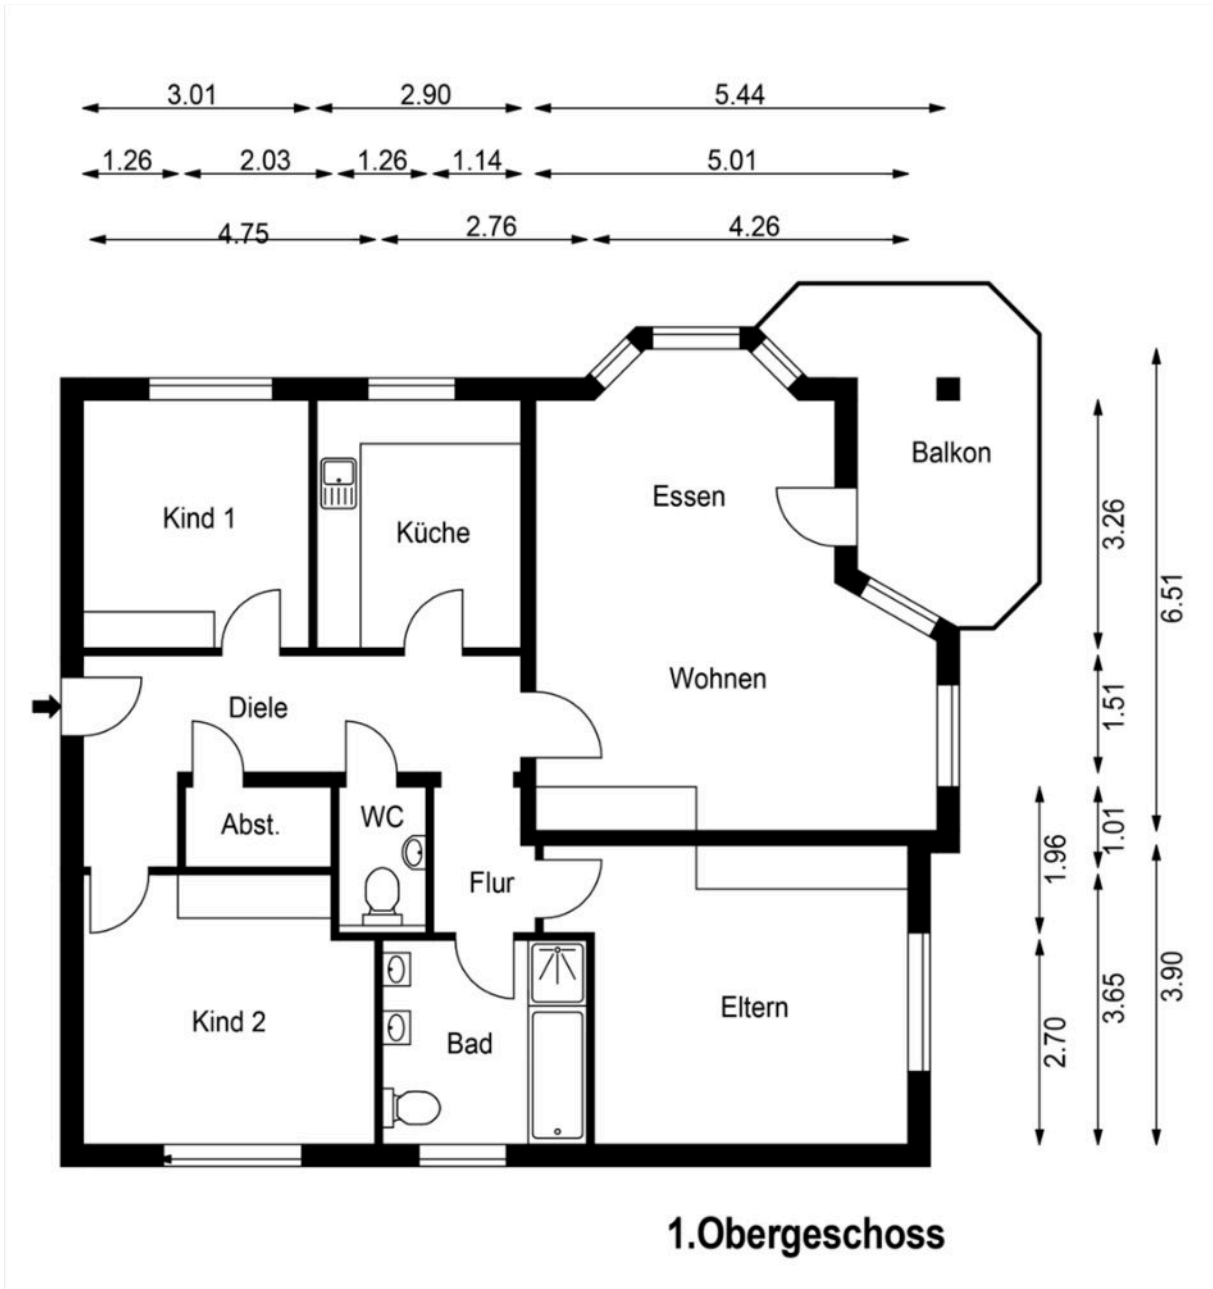 3.01 2.90 5.44
1.26 2.03 1.26 1.14 5.01
4.75 2.76 4.26
Balkon
Essen
Kind 1
Küche
3.26
6.51
Wohnen
Diele
1.51
Abst.
WC
1.01
1.96
Flur
Kind 2
Bad
Eltern
2.70
3.65
3.90
1.Obergeschoss